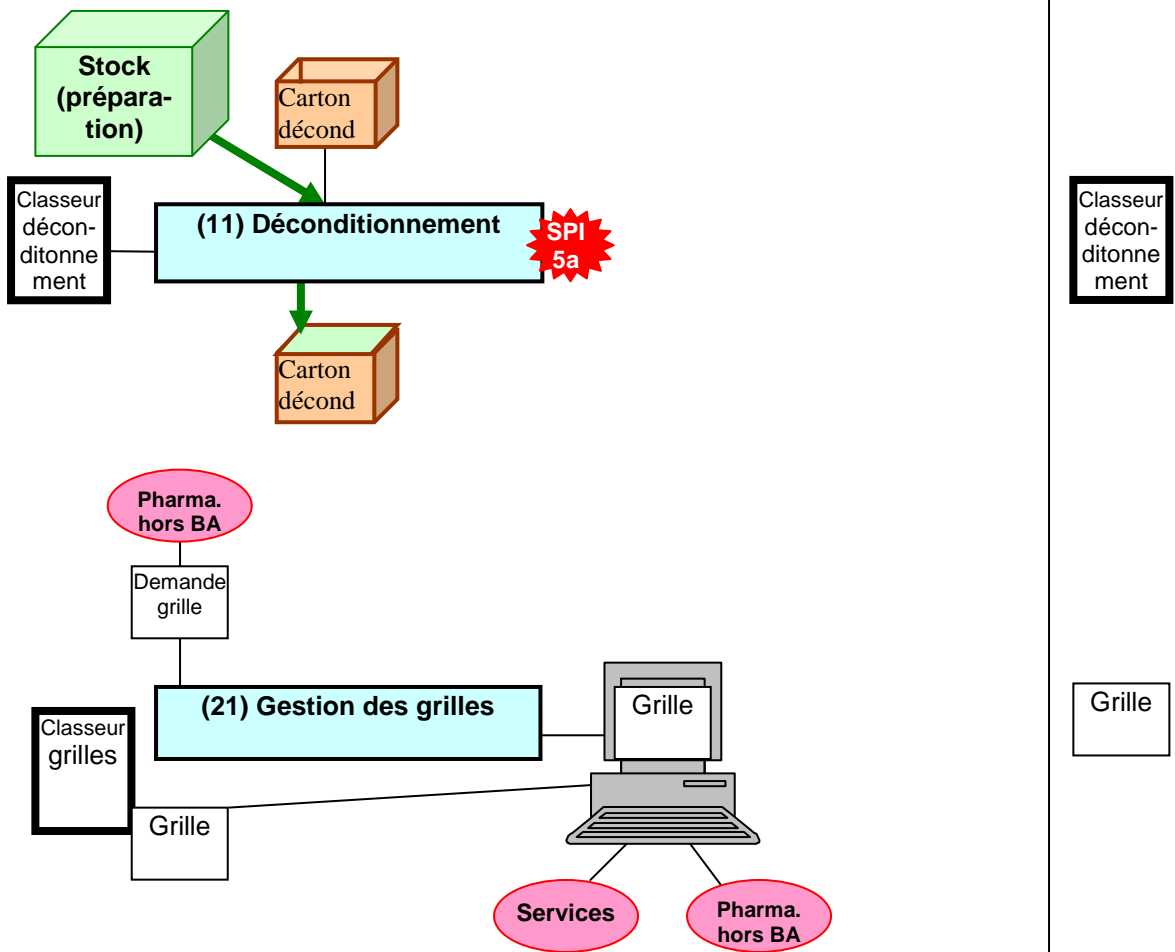 Stock
(prépara-
tion)
Carton
décond
Classeur
décon-
ditonne
ment
(11) Déconditionnement
SPI
5a
Classeur
décon-
ditonne
ment
Carton
décond
Pharma.
hors BA
Demande
grille
(21) Gestion des grilles
Grille
Grille
Classeur
grilles
Grille
Services
Pharma.
hors BA